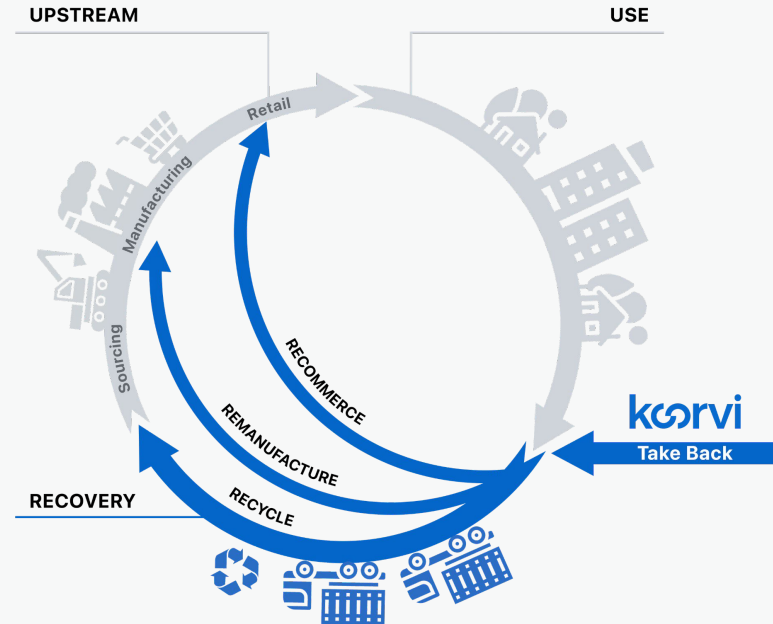 UPSTREAM
USE
Retail
Manufacturing
Sourcing
RECOMMERCE
REMANUFACTURE
RECYCLE
koorvi
Take Back
RECOVERY